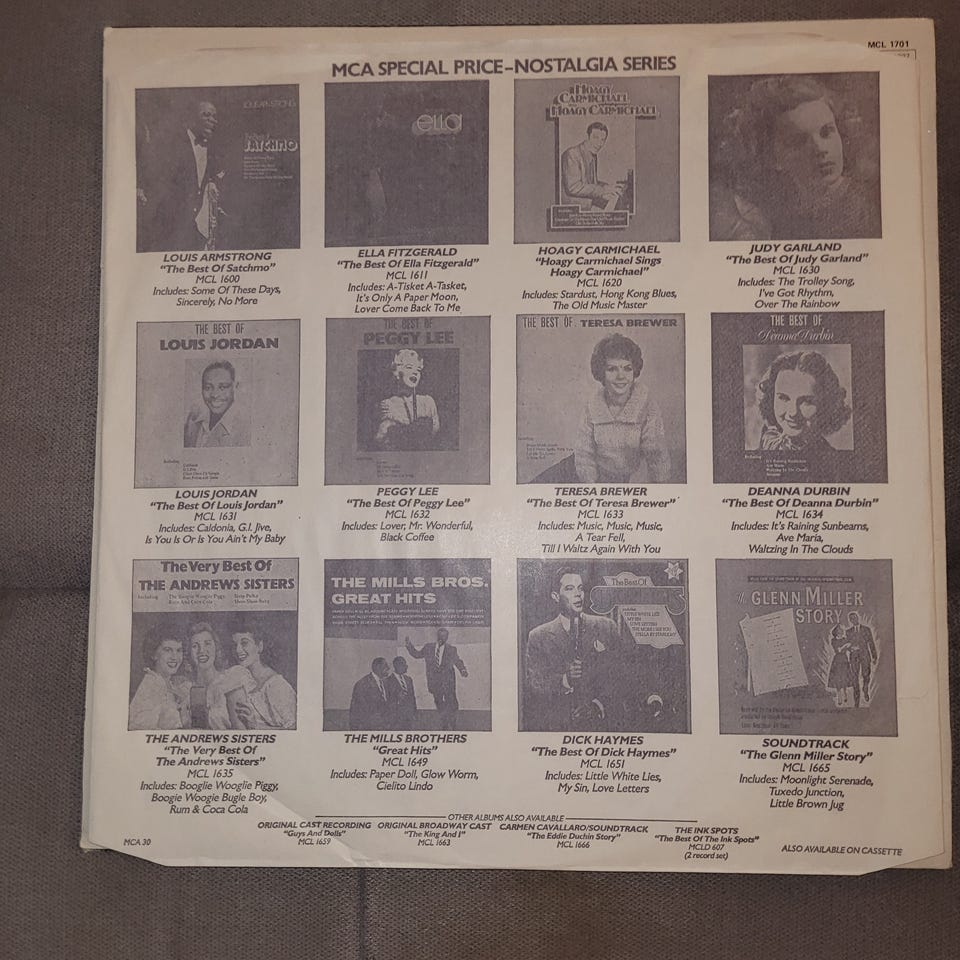 MCL 1701
MCA SPECIAL PRICE–NOSTALGIA SERIES
LOUIS ARMSTRONG
The Best of
SATCHMO
ella
HOAGY
CARMICHAEL
HOAGY CARMICHAEL
LOUIS ARMSTRONG
"The Best Of Satchmo"
MCL 1600
Includes: Some Of These Days,
Sincerely, No More
ELLA FITZGERALD
"The Best Of Ella Fitzgerald"
MCL 1611
Includes: A-Tisket A-Tasket,
It's Only A Paper Moon,
Lover Come Back To Me
HOAGY CARMICHAEL
"Hoagy Carmichael Sings
Hoagy Carmichael"
MCL 1620
Includes: Stardust, Hong Kong Blues,
The Old Music Master
JUDY GARLAND
"The Best Of Judy Garland"
MCL 1630
Includes: The Trolley Song,
I've Got Rhythm,
Over The Rainbow
THE BEST OF
LOUIS JORDAN
THE BEST OF
PEGGY LEE
THE BEST OF TERESA BREWER
THE BEST OF
Deanna Durbin
LOUIS JORDAN
"The Best Of Louis Jordan"
MCL 1631
Includes: Caldonia, G.I. Jive,
Is You Is Or Is You Ain't My Baby
PEGGY LEE
"The Best Of Peggy Lee"
MCL 1632
Includes: Lover, Mr. Wonderful,
Black Coffee
TERESA BREWER
"The Best Of Teresa Brewer"
MCL 1633
Includes: Music, Music, Music,
A Tear Fell,
Till I Waltz Again With You
DEANNA DURBIN
"The Best Of Deanna Durbin"
MCL 1634
Includes: It's Raining Sunbeams,
Ave Maria,
Waltzing In The Clouds
The Very Best Of
THE ANDREWS SISTERS
THE MILLS BROS.
GREAT HITS
The Best Of
The GLENN MILLER
STORY
THE ANDREWS SISTERS
"The Very Best Of
The Andrews Sisters"
MCL 1635
Includes: Booglie Wooglie Piggy,
Boogie Woogie Bugle Boy,
Rum & Coca Cola
THE MILLS BROTHERS
"Great Hits"
MCL 1649
Includes: Paper Doll, Glow Worm,
Cielito Lindo
DICK HAYMES
"The Best Of Dick Haymes"
MCL 1651
Includes: Little White Lies,
My Sin, Love Letters
SOUNDTRACK
"The Glenn Miller Story"
MCL 1665
Includes: Moonlight Serenade,
Tuxedo Junction,
Little Brown Jug
OTHER ALBUMS ALSO AVAILABLE
ORIGINAL CAST RECORDING
"Guys And Dolls"
MCL 1659
ORIGINAL BROADWAY CAST
"The King And I"
MCL 1663
CARMEN CAVALLARO/SOUNDTRACK
"The Eddie Duchin Story"
MCL 1666
THE INK SPOTS
"The Best Of The Ink Spots"
MCLD 607
(2 record set)
MCA 30
ALSO AVAILABLE ON CASSETTE